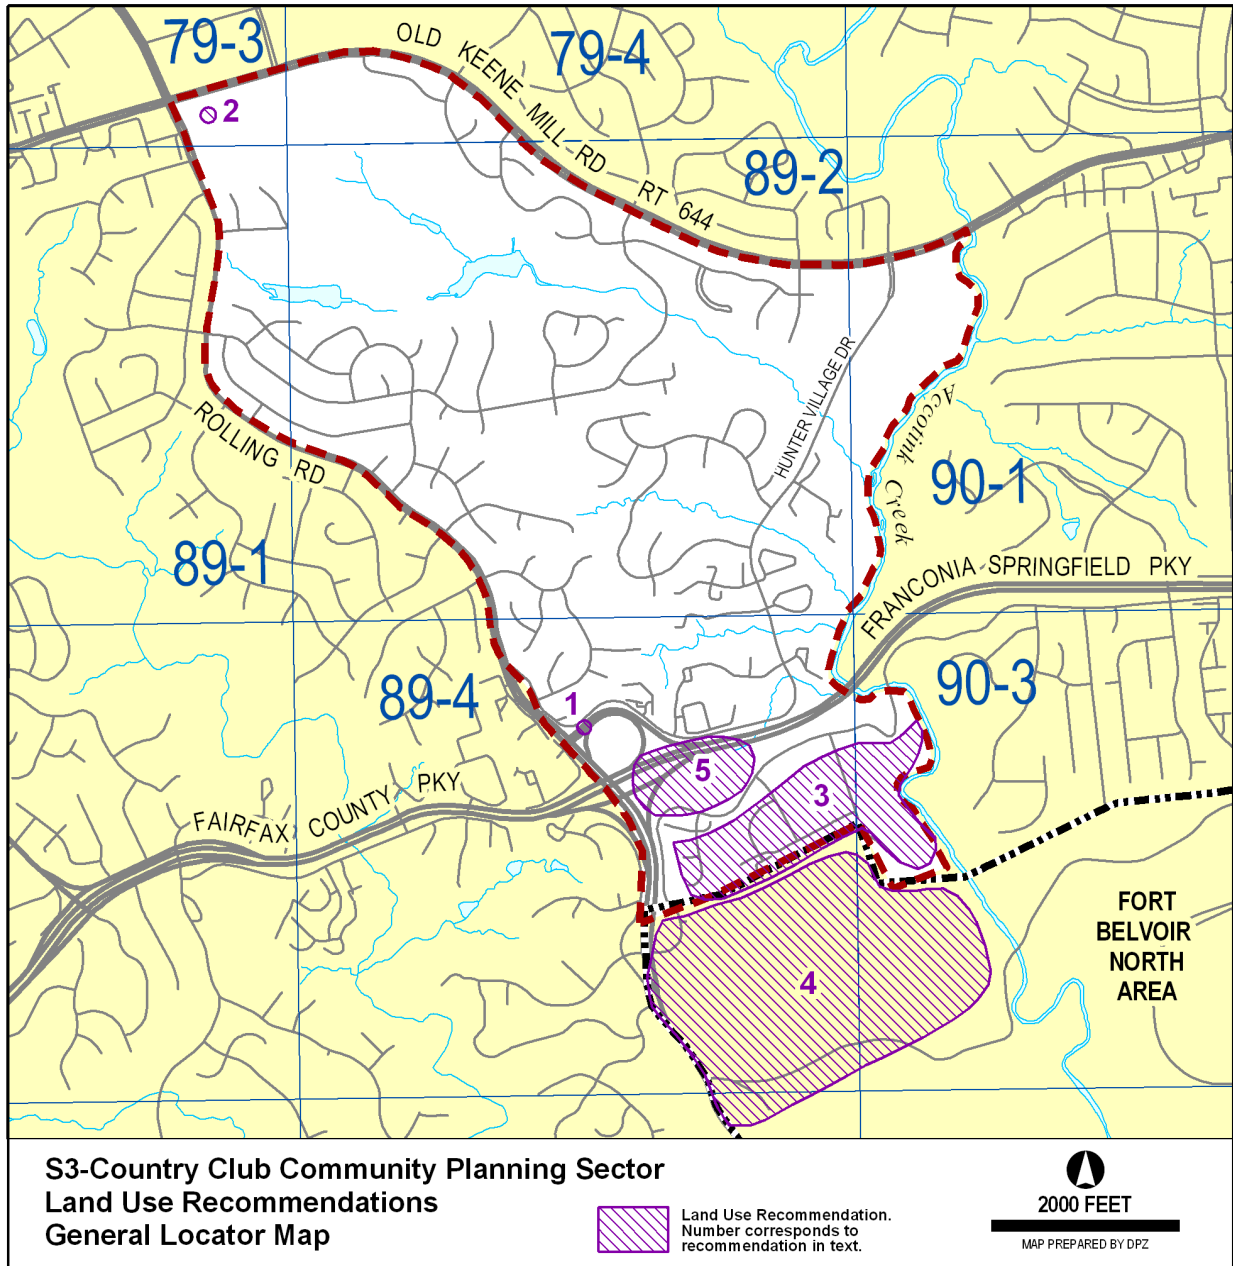 79-3
79-4
OLD KEENE MILL RD RT 644
2
89-2
HUNTER VILLAGE DR
Accotink Creek
ROLLING RD
90-1
89-1
FRANCONIA SPRINGFIELD PKY
90-3
89-4
1
5
3
FAIRFAX COUNTY PKY
4
FORT
BELVOIR
NORTH
AREA
S3-Country Club Community Planning Sector
Land Use Recommendations
General Locator Map
Land Use Recommendation.
Number corresponds to
recommendation in text.
2000 FEET
MAP PREPARED BY DPZ